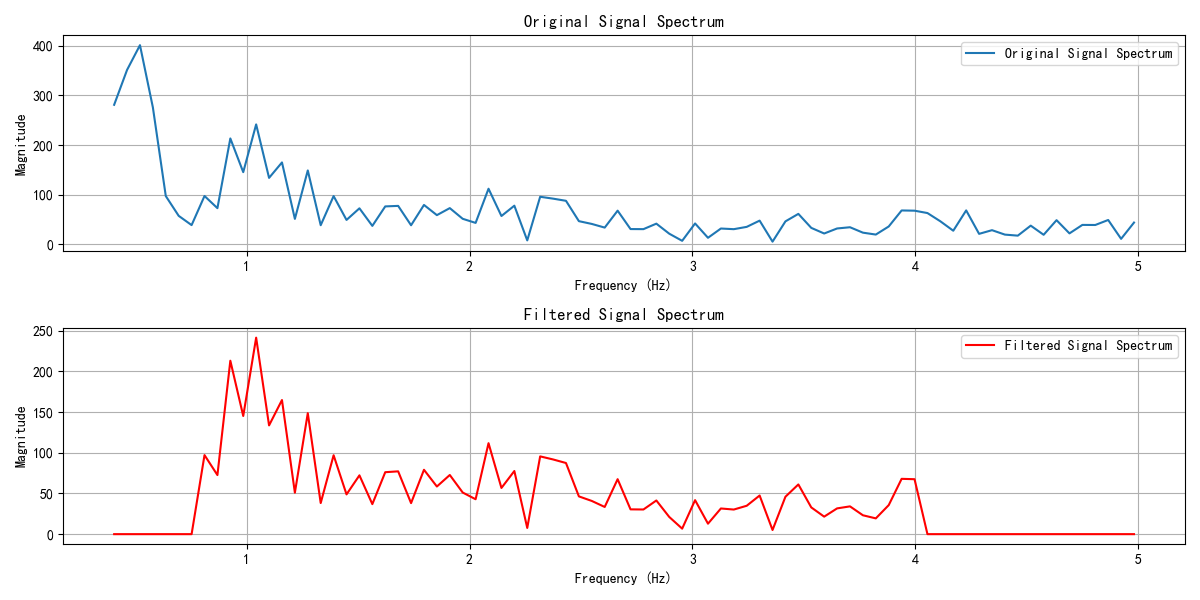 Original Signal Spectrum
Original Signal Spectrum
400
300
200
100
0
Magnitude
1
2
3
4
5
Frequency (Hz)
Filtered Signal Spectrum
Filtered Signal Spectrum
250
200
150
100
50
0
Magnitude
1
2
3
4
5
Frequency (Hz)